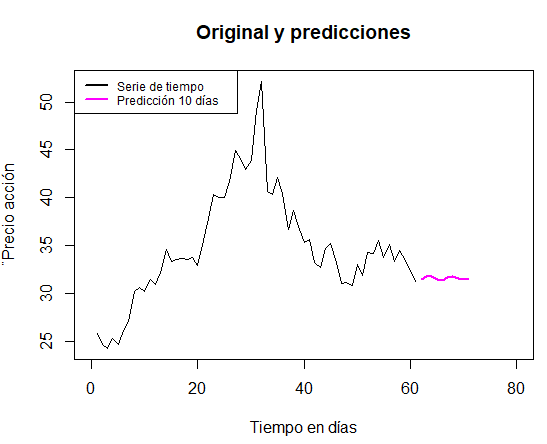 Original y predicciones
Serie de tiempo
Predicción 10 días
"Precio acción
50
45
40
35
30
25
0
20
40
60
80
Tiempo en días